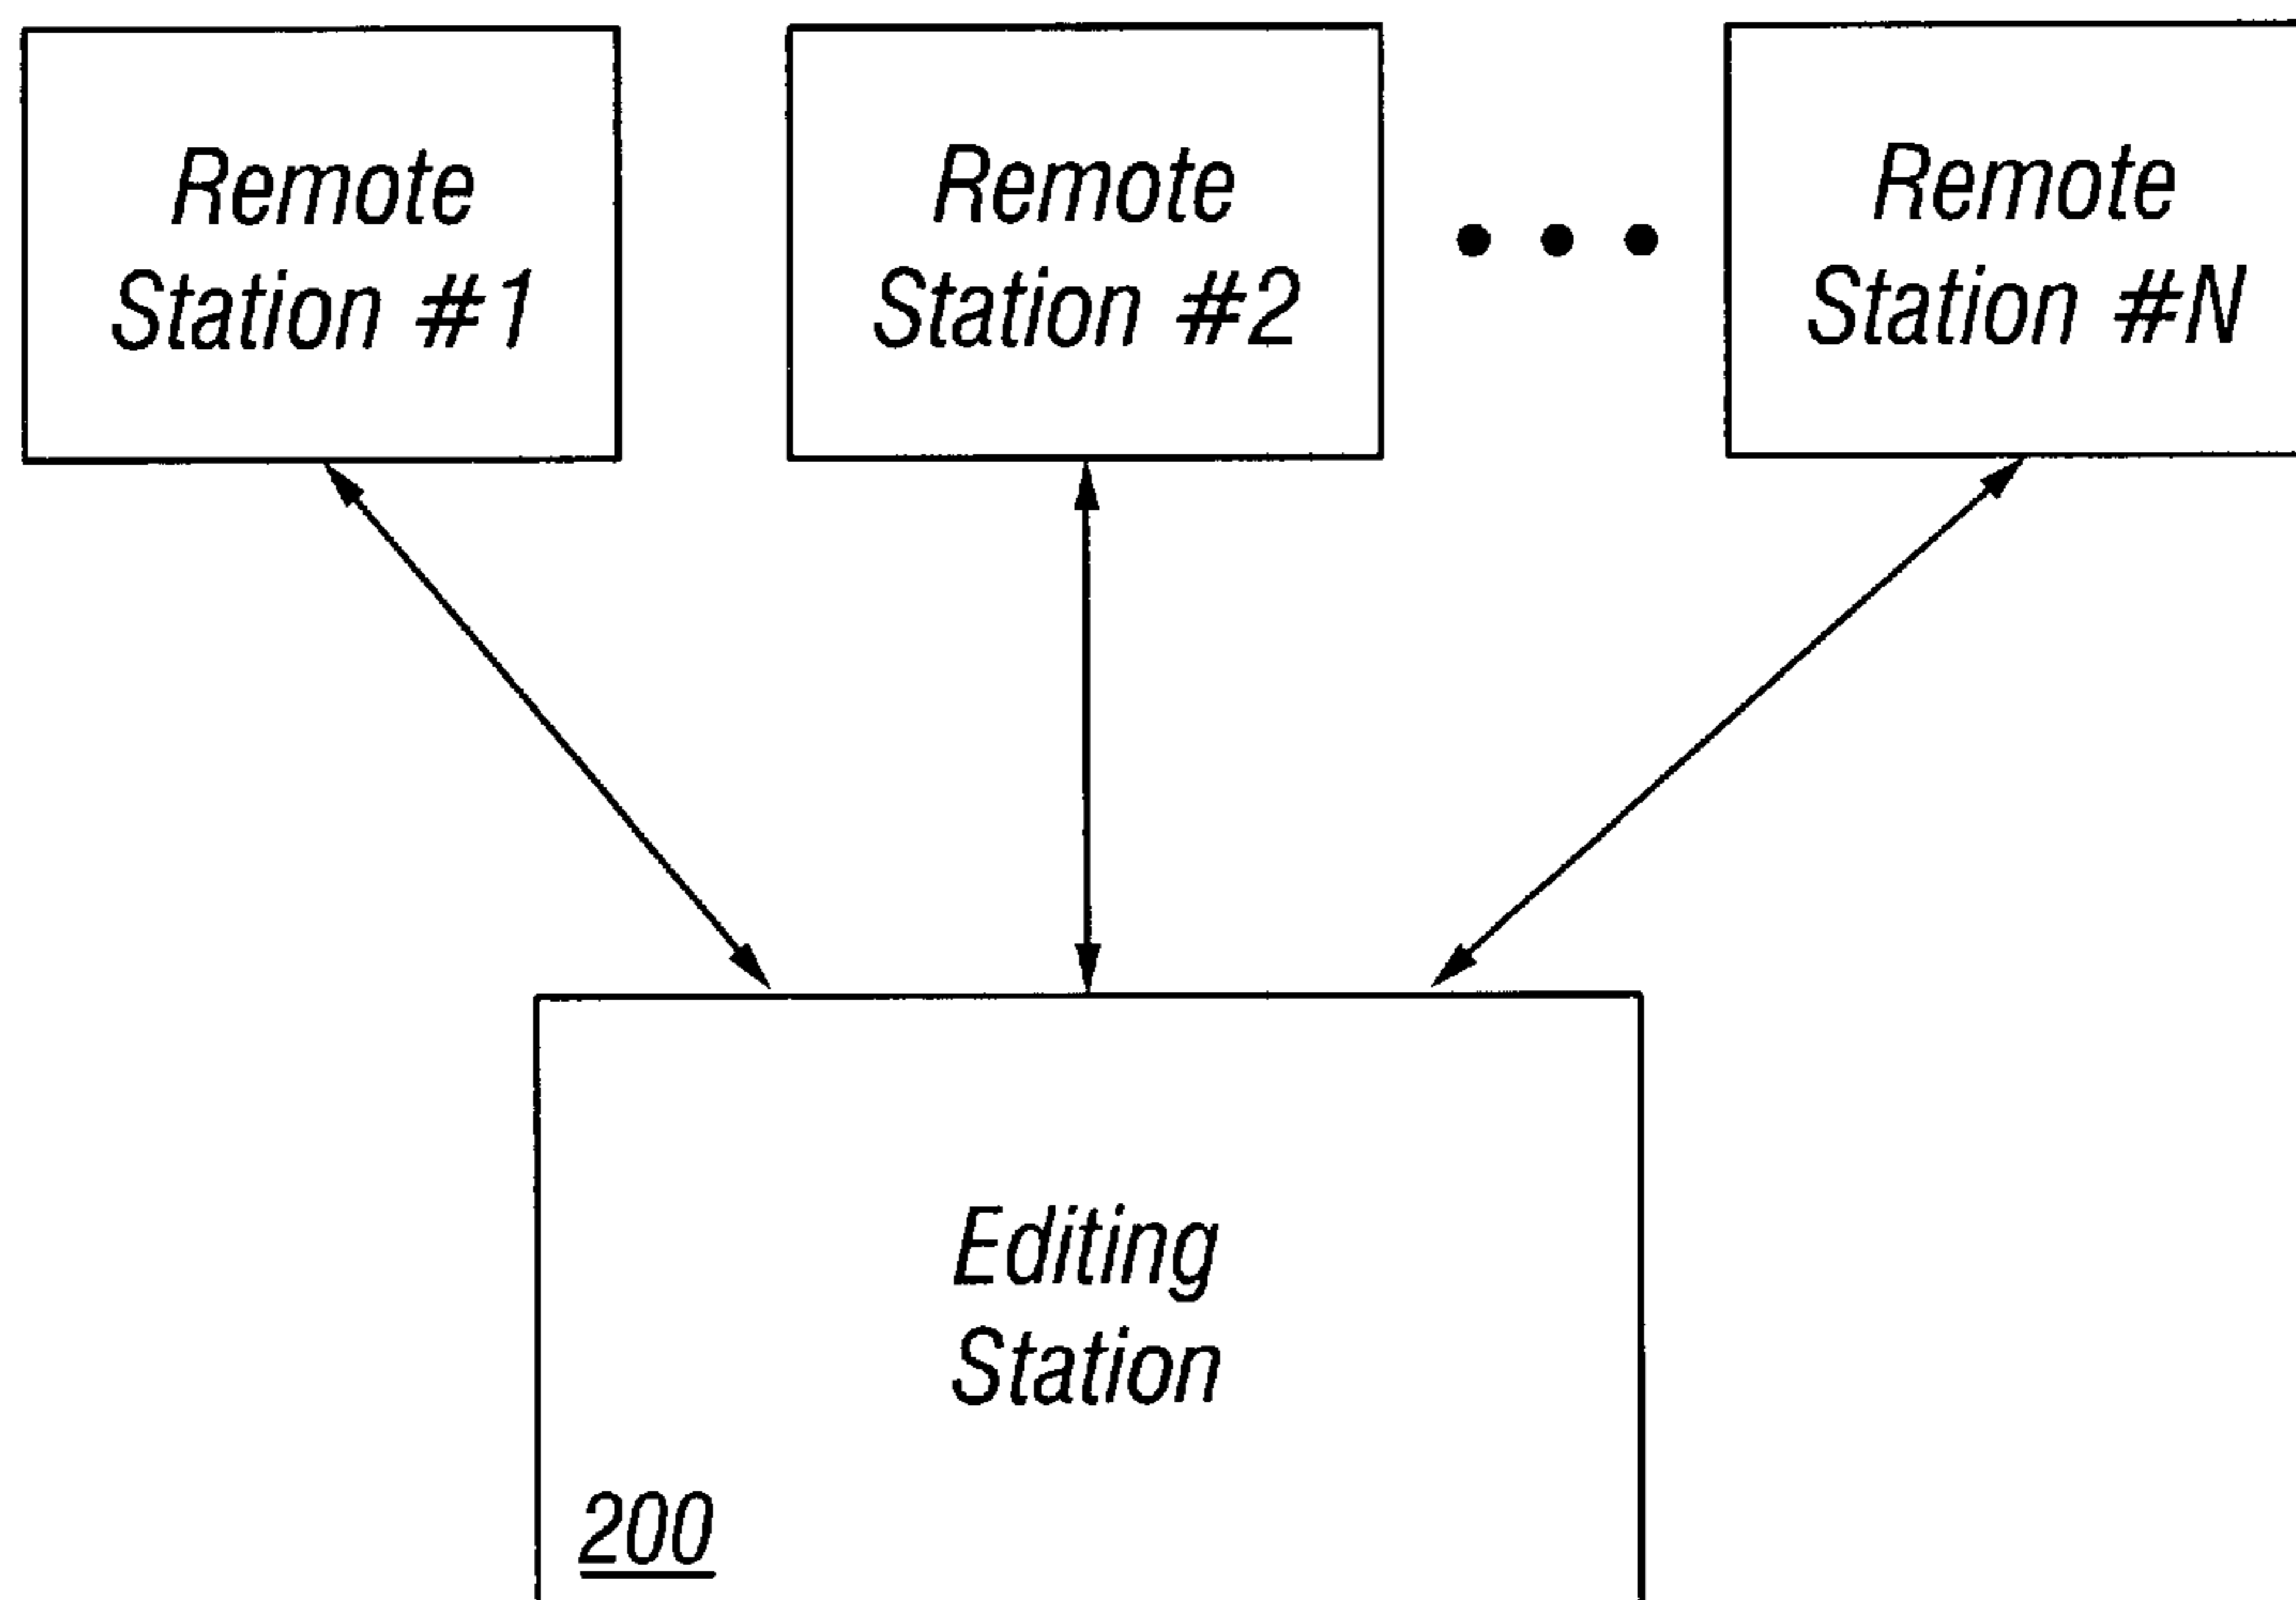 Remote
Station #1
Remote
Station #2
Remote
Station #N
Editing
Station
200